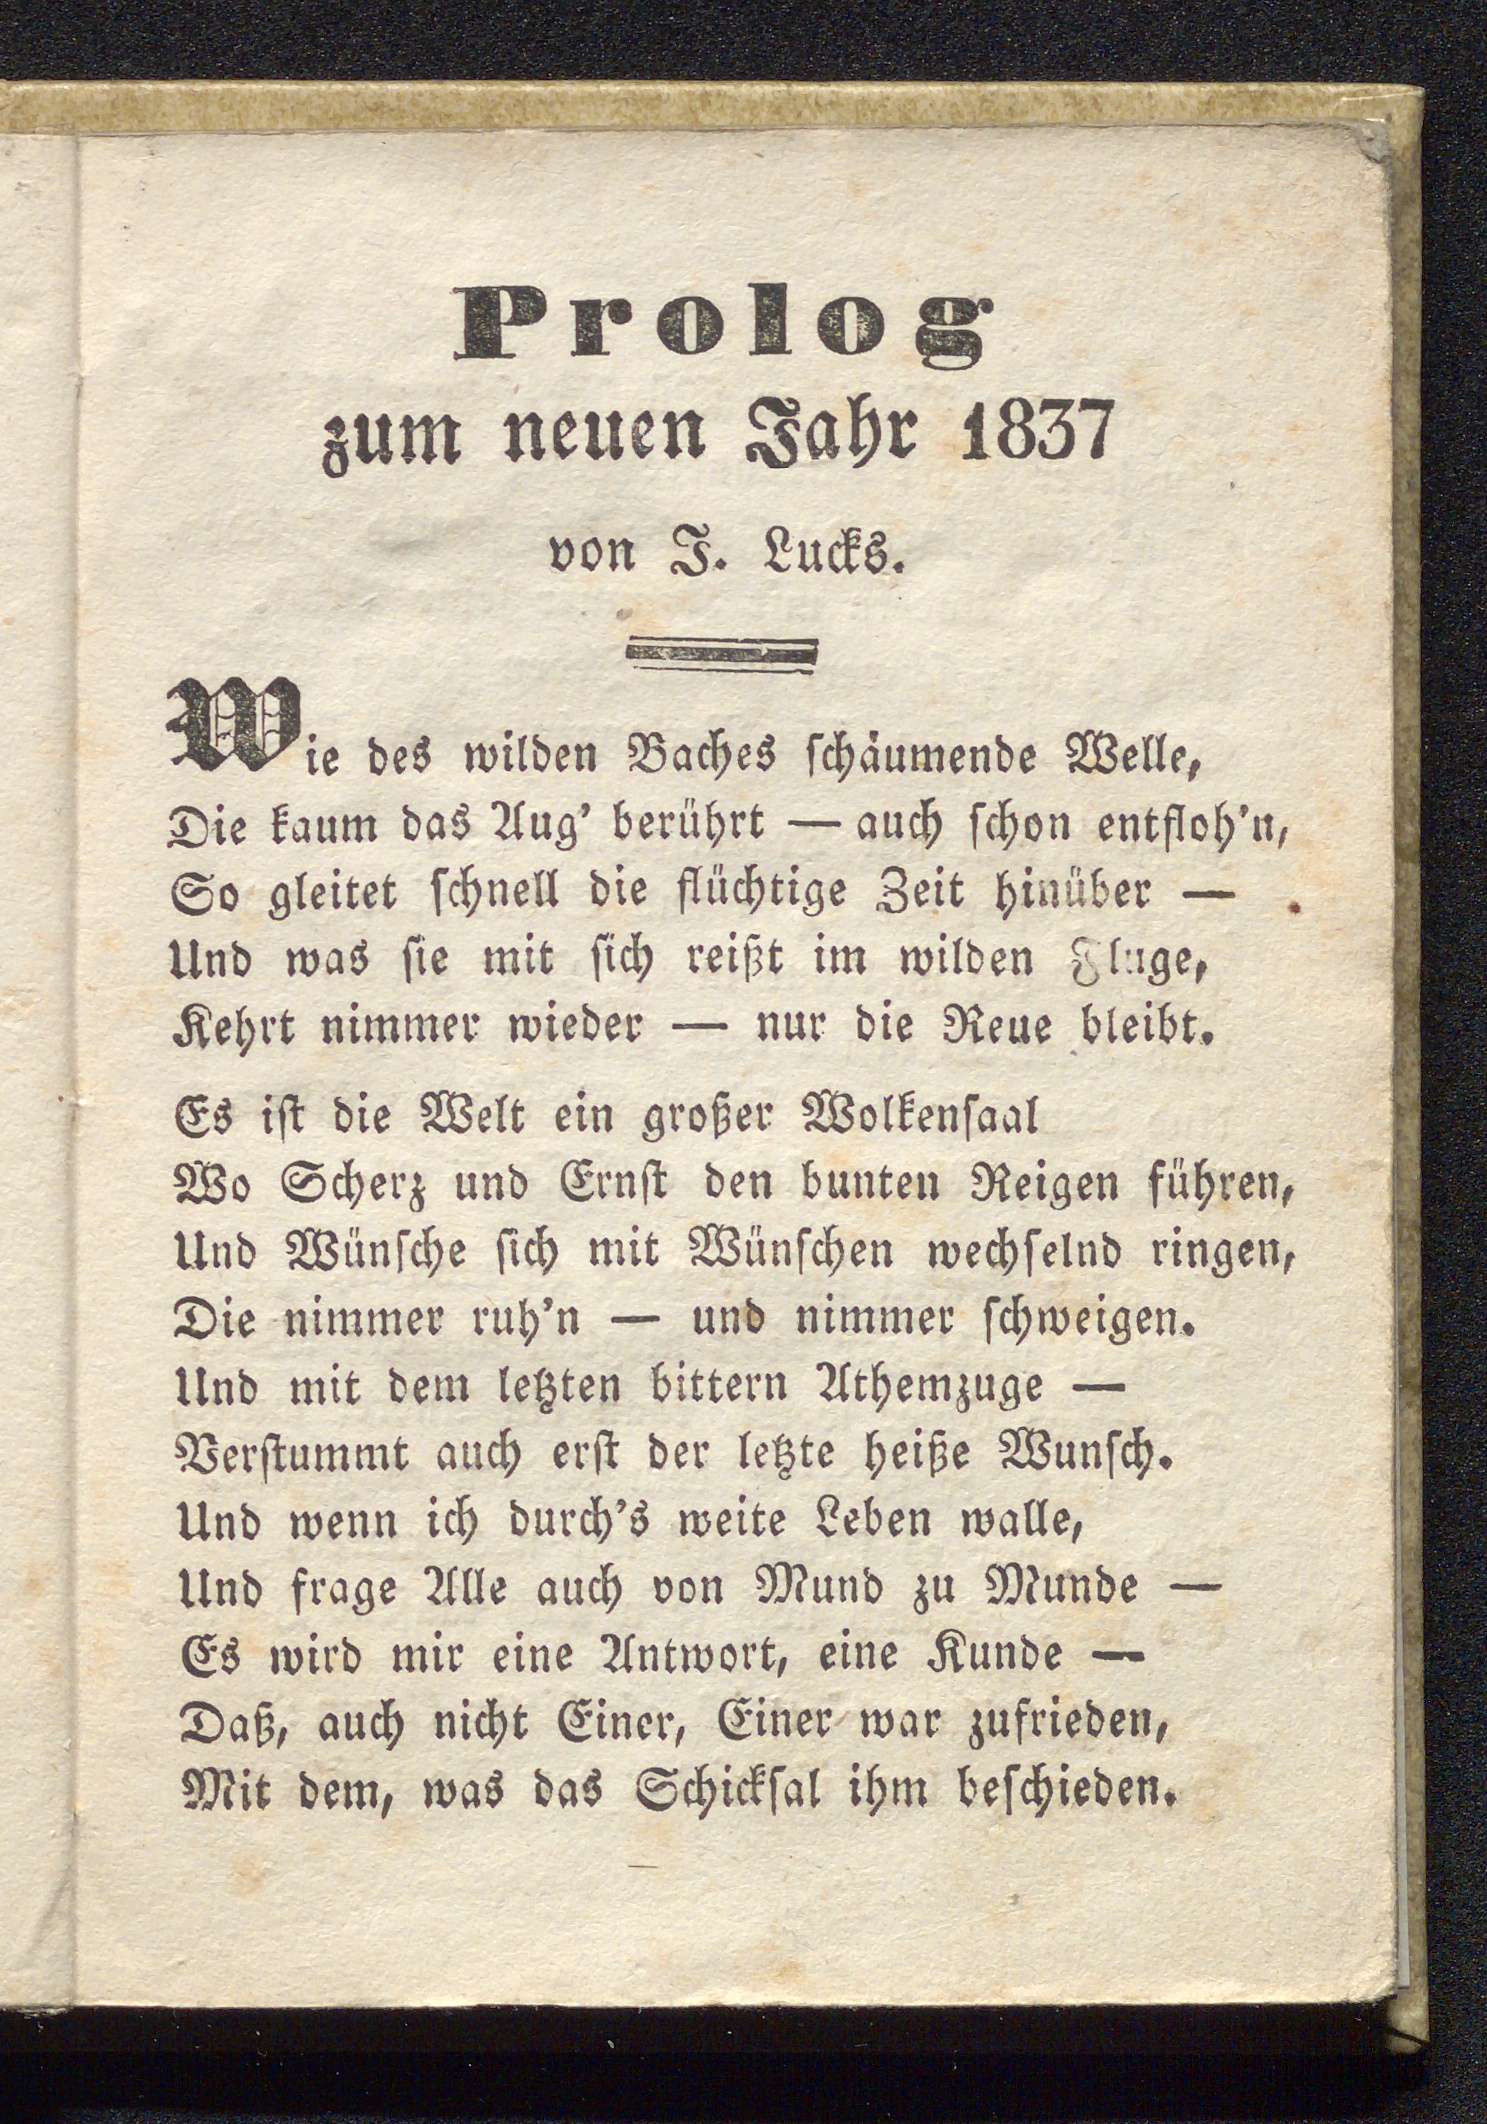 Prolog
zum neuen Jahr 1837
von J. Lucks.
Wie des wilden Baches ſchäumende Welle,
Die kaum das Aug’ berührt — auch ſchon entfloh’n,
So gleitet ſchnell die flüchtige Zeit hinüber —
Und was ſie mit ſich reißt im wilden Fluge,
Kehrt nimmer wieder — nur die Reue bleibt.
Es iſt die Welt ein großer Wolkenſaal
Wo Scherz und Ernſt den bunten Reigen führen,
Und Wünſche ſich mit Wünſchen wechſelnd ringen,
Die nimmer ruh’n — und nimmer ſchweigen.
Und mit dem letzten bittern Athemzuge —
Verſtummt auch erſt der letzte heiße Wunſch.
Und wenn ich durch’s weite Leben walle,
Und frage Alle auch von Mund zu Munde —
Es wird mir eine Antwort, eine Kunde —
Daß, auch nicht Einer, Einer war zufrieden,
Mit dem, was das Schickſal ihm beſchieden.